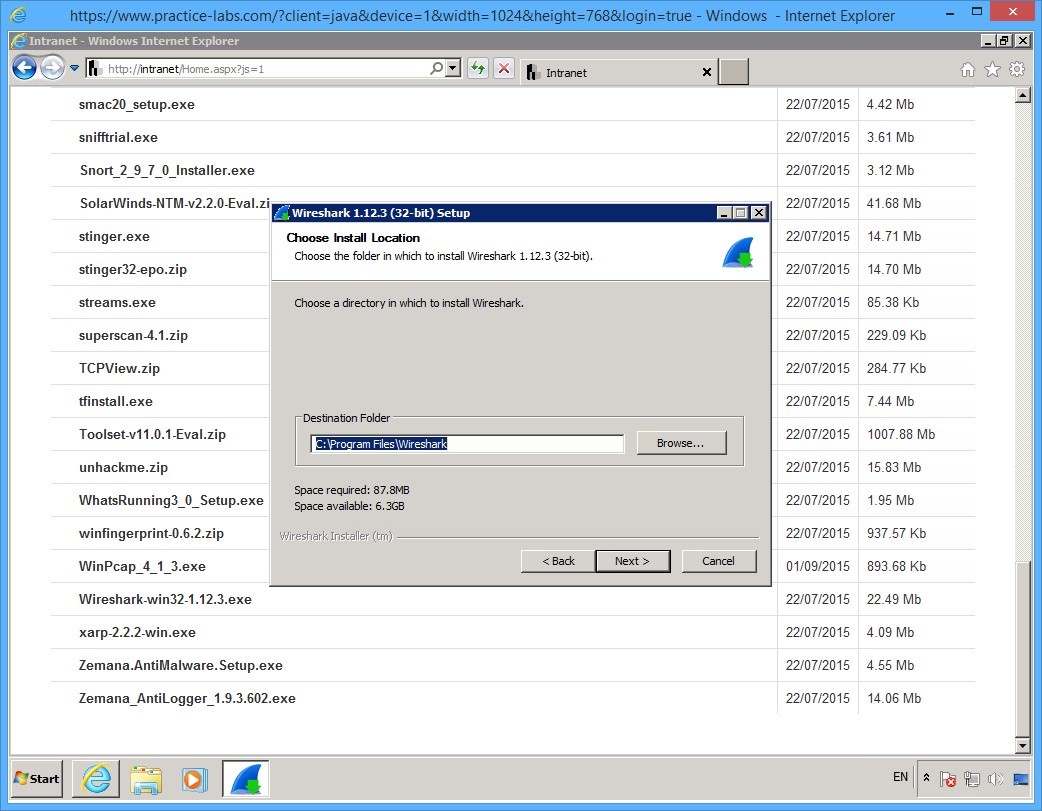 https://www.practice-labs.com/?client=java&device=1&width=1024&height=768&login=true - Windows - Internet Explorer
Intranet - Windows Internet Explorer
http://intranet/Home.aspx?js=1
Intranet
smac20_setup.exe 22/07/2015 4.42 Mb
snifftrial.exe 22/07/2015 3.61 Mb
Snort_2_9_7_0_Installer.exe 22/07/2015 3.12 Mb
SolarWinds-NTM-v2.2.0-Eval.zi 22/07/2015 41.68 Mb
stinger.exe 22/07/2015 14.71 Mb
stinger32-epo.zip 22/07/2015 14.70 Mb
streams.exe 22/07/2015 85.38 Kb
superscan-4.1.zip 22/07/2015 229.09 Kb
TCPView.zip 22/07/2015 284.77 Kb
tfinstall.exe 22/07/2015 7.44 Mb
Toolset-v11.0.1-Eval.zip 22/07/2015 1007.88 Mb
unhackme.zip 22/07/2015 15.83 Mb
WhatsRunning3_0_Setup.exe 22/07/2015 1.95 Mb
winfingerprint-0.6.2.zip 22/07/2015 937.57 Kb
WinPcap_4_1_3.exe 01/09/2015 893.68 Kb
Wireshark-win32-1.12.3.exe 22/07/2015 22.49 Mb
xarp-2.2.2-win.exe 22/07/2015 4.09 Mb
Zemana.AntiMalware.Setup.exe 22/07/2015 4.55 Mb
Zemana_AntiLogger_1.9.3.602.exe 22/07/2015 14.06 Mb
Wireshark 1.12.3 (32-bit) Setup
Choose Install Location
Choose the folder in which to install Wireshark 1.12.3 (32-bit).
Choose a directory in which to install Wireshark.
Destination Folder
C:\Program Files\Wireshark
Browse...
Space required: 87.8MB
Space available: 6.3GB
Wireshark Installer (tm)
< Back
Next >
Cancel
Start
EN